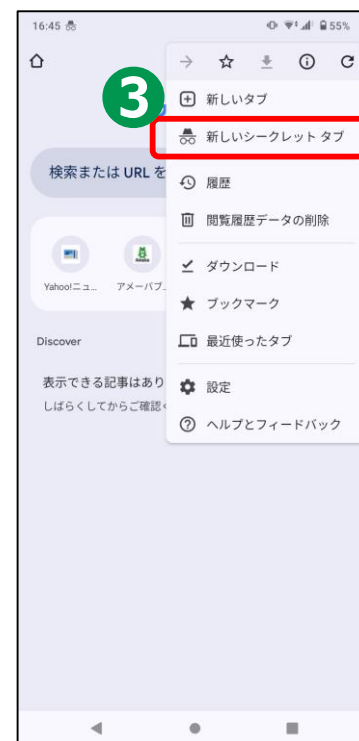 16:45
55%
3
新しいタブ
新しいシークレット タブ
検索または URL を
履歴
閲覧履歴データの削除
Yahoo!ニュ...
アメーバブ
ダウンロード
ブックマーク
Discover
最近使ったタブ
表示できる記事はあり
設定
しばらくしてからご確認
ヘルプとフィードバック